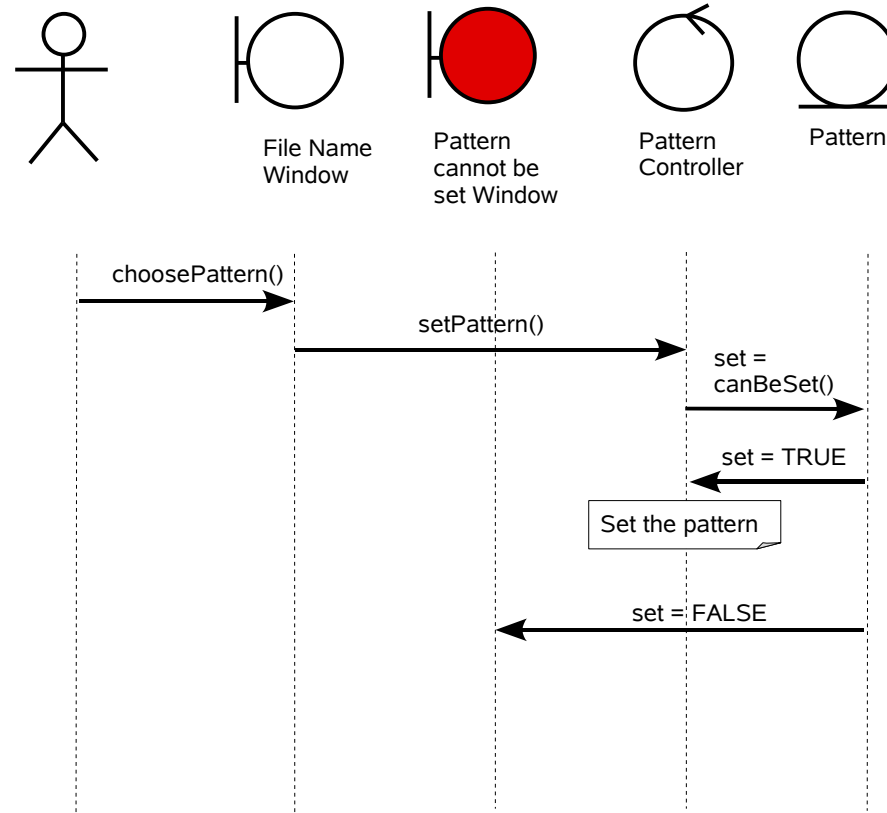 File Name
Window
Pattern
cannot be
set Window
Pattern
Controller
Pattern
choosePattern()
setPattern()
set =
canBeSet()
set = TRUE
Set the pattern
set = FALSE